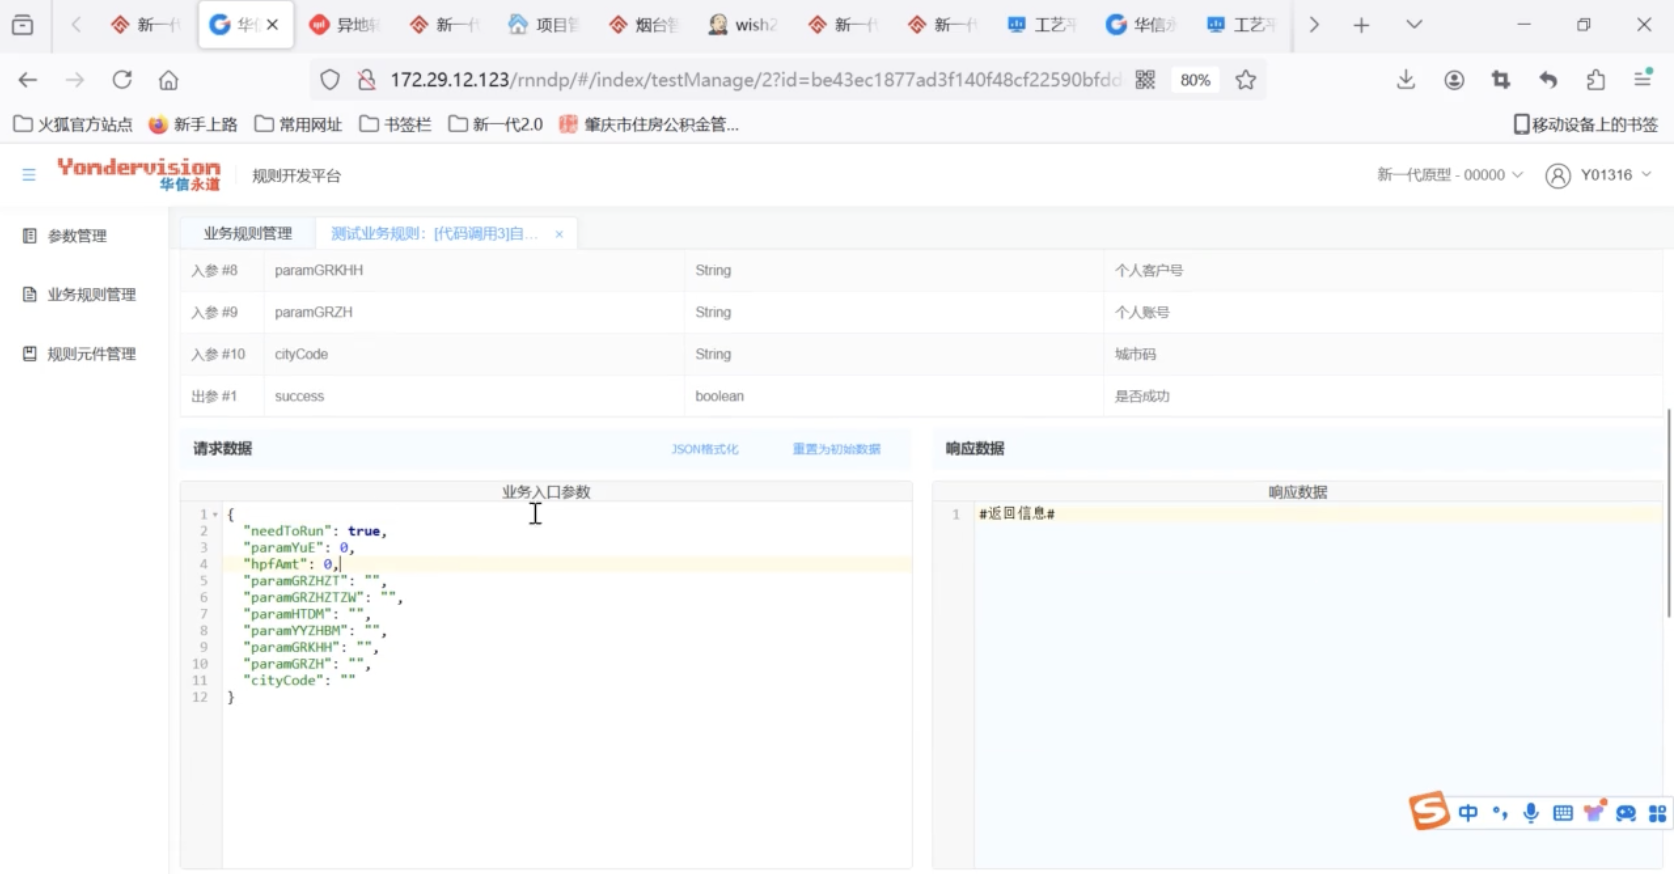 新一代
华信
异地转
新一代
项目管
烟台智
wish2
新一代
新一代
工艺平
华信永
工艺平
172.29.12.123/rnndp/#/index/testManage/2?id=be43ec1877ad3f140f48cf22590bfdd
80%
火狐官方站点
新手上路
常用网址
书签栏
新一代2.0
肇庆市住房公积金管...
移动设备上的书签
Yondervision
华信永道
规则开发平台
新一代原型 - 00000
Y01316
参数管理
业务规则管理
规则元件管理
业务规则管理
测试业务规则：[代码调用3]自... ×
入参 #8 paramGRKHH String 个人客户号
入参 #9 paramGRZH String 个人账号
入参 #10 cityCode String 城市码
出参 #1 success boolean 是否成功
请求数据 JSON格式化 重置为初始数据
响应数据
业务入口参数
1 {
2 "needToRun": true,
3 "paramYuE": 0,
4 "hpfAmt": 0,
5 "paramGRZHZT": "",
6 "paramGRZHZTZW": "",
7 "paramHTDM": "",
8 "paramYYZHBM": "",
9 "paramGRKHH": "",
10 "paramGRZH": "",
11 "cityCode": ""
12 }
响应数据
1 #返回信息#
S 中